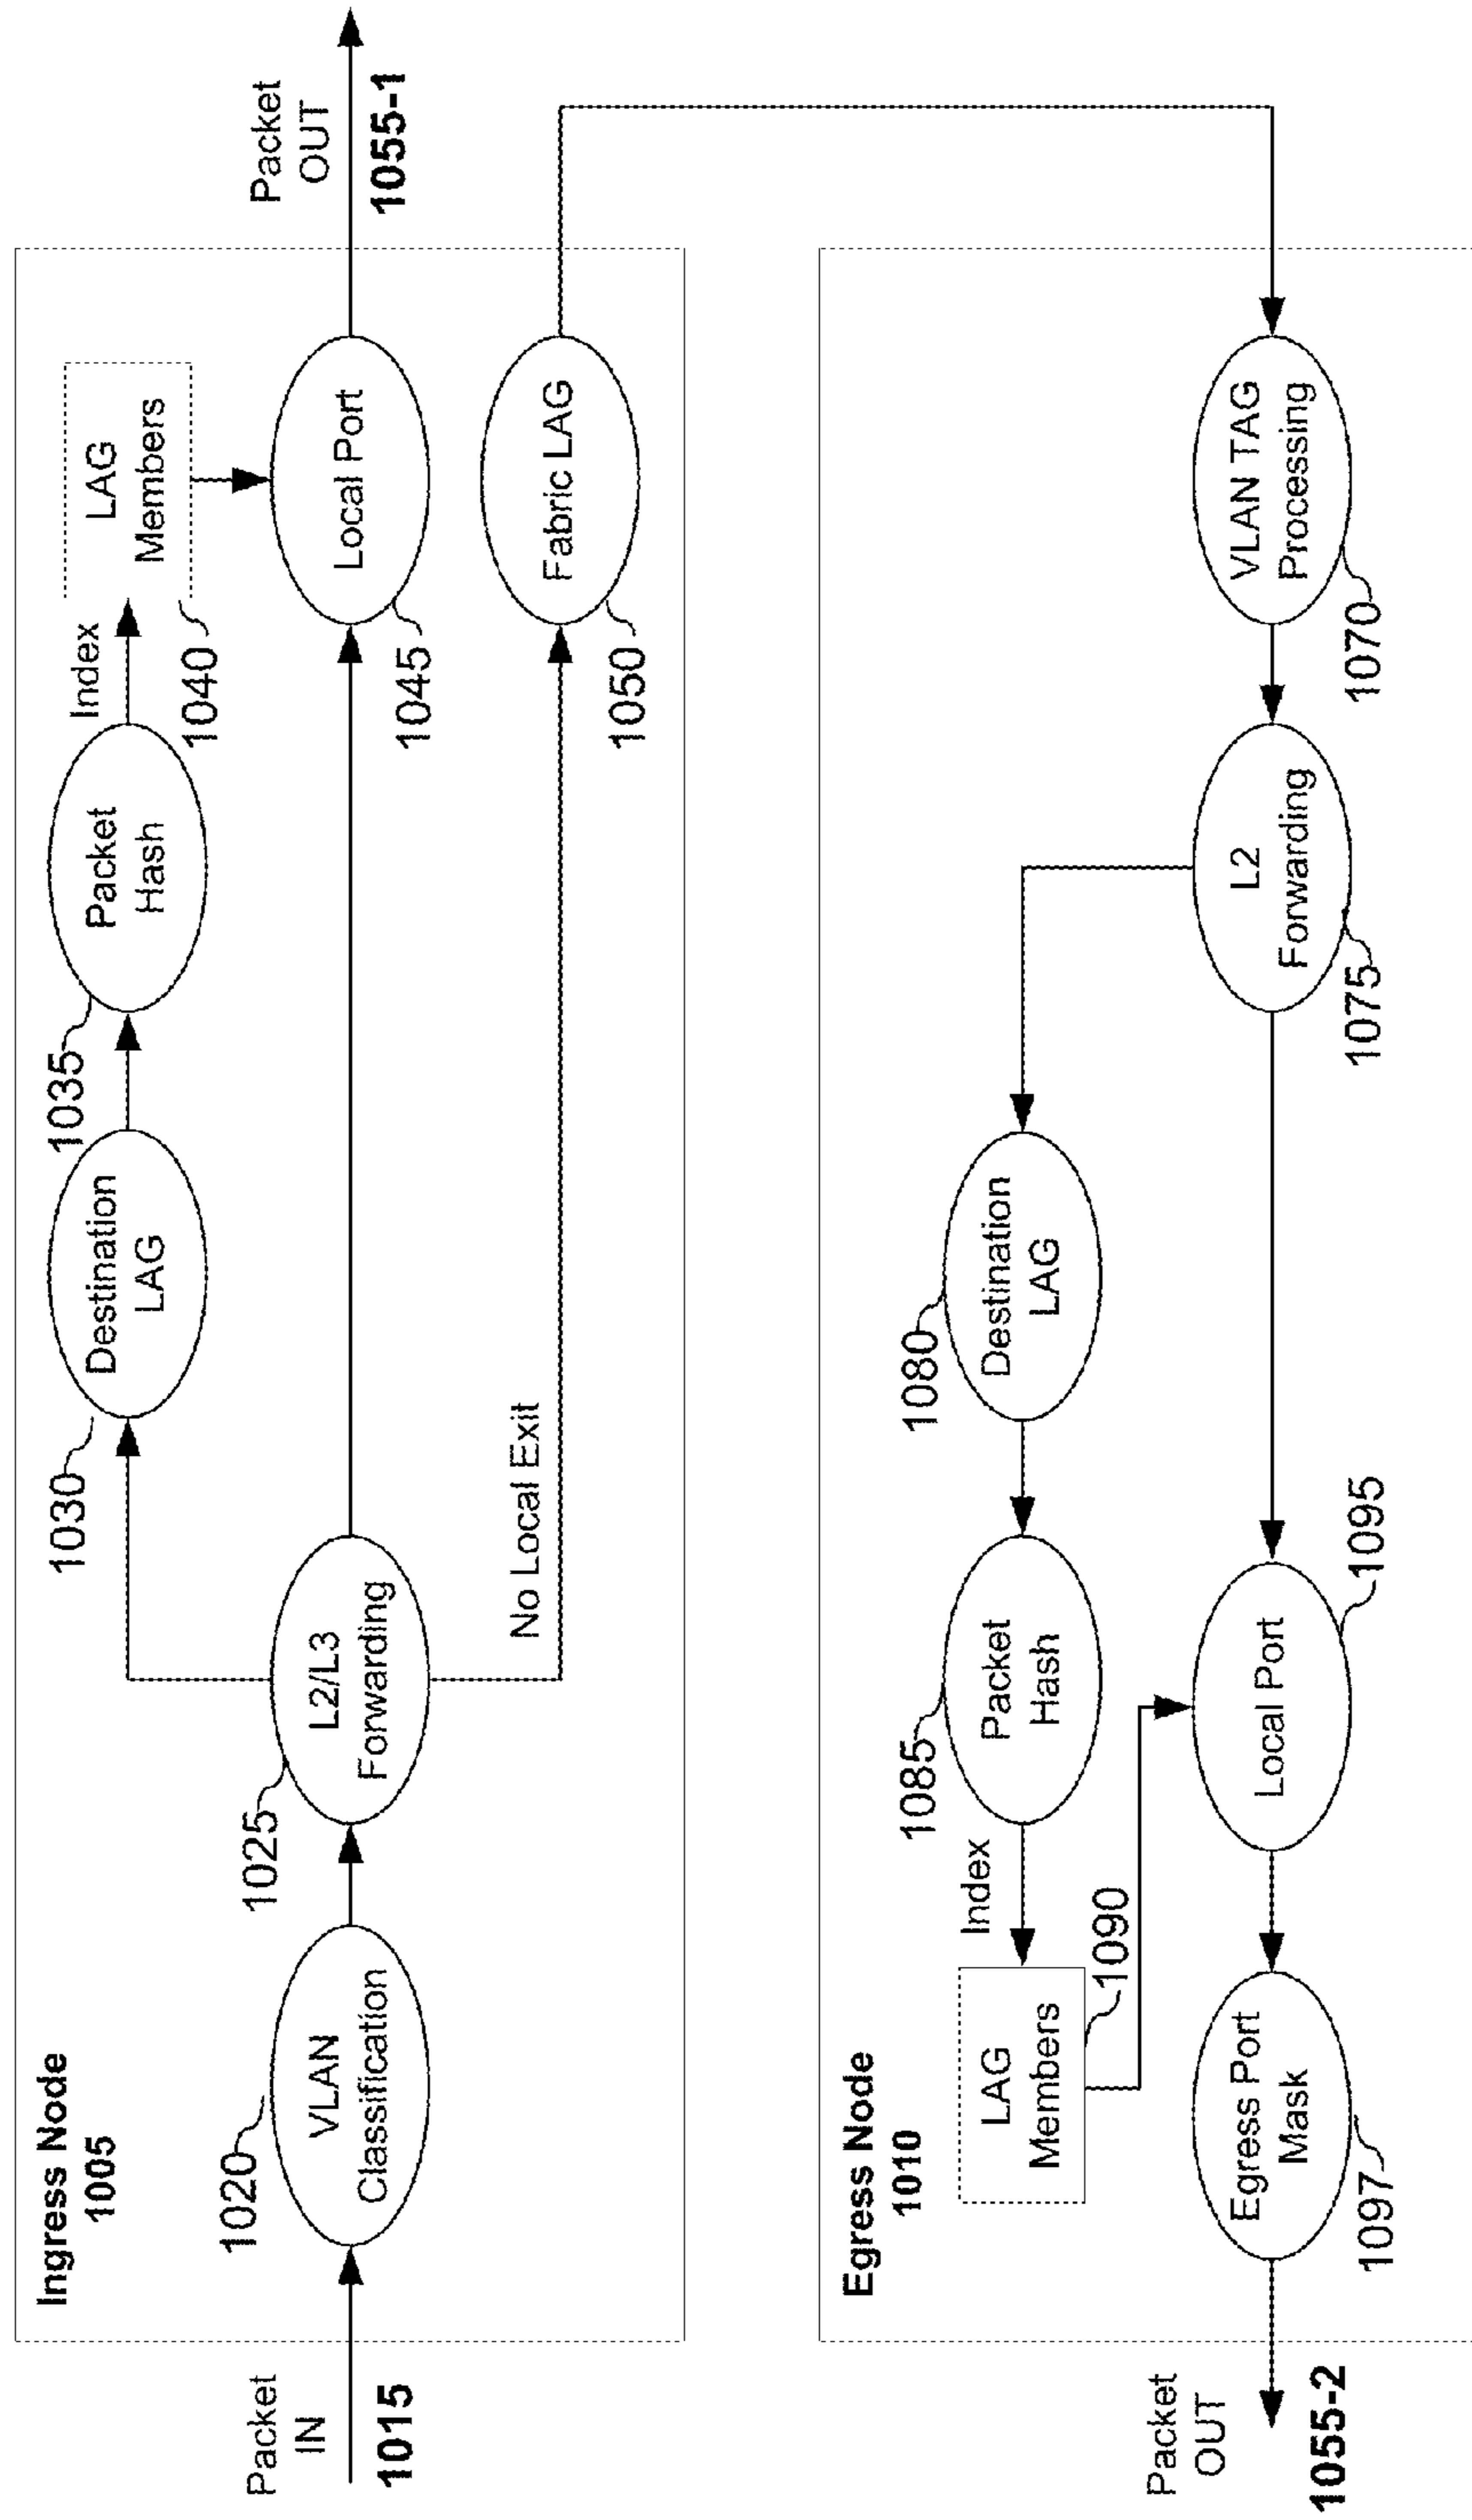 Ingress Node
1005
Packet
IN
1015
VLAN
Classification
1020
L2/L3
Forwarding
1025
Destination
LAG
1030
Packet
Hash
1035
Index
LAG
Members
1040
Local Port
1045
No Local Exit
Fabric LAG
1050
Packet
OUT
1055-1
Egress Node
1010
VLAN TAG
Processing
1070
L2
Forwarding
1075
Destination
LAG
1080
Packet
Hash
1085
Index
LAG
Members
1090
Local Port
1095
Egress Port
Mask
1097
Packet
OUT
1055-2